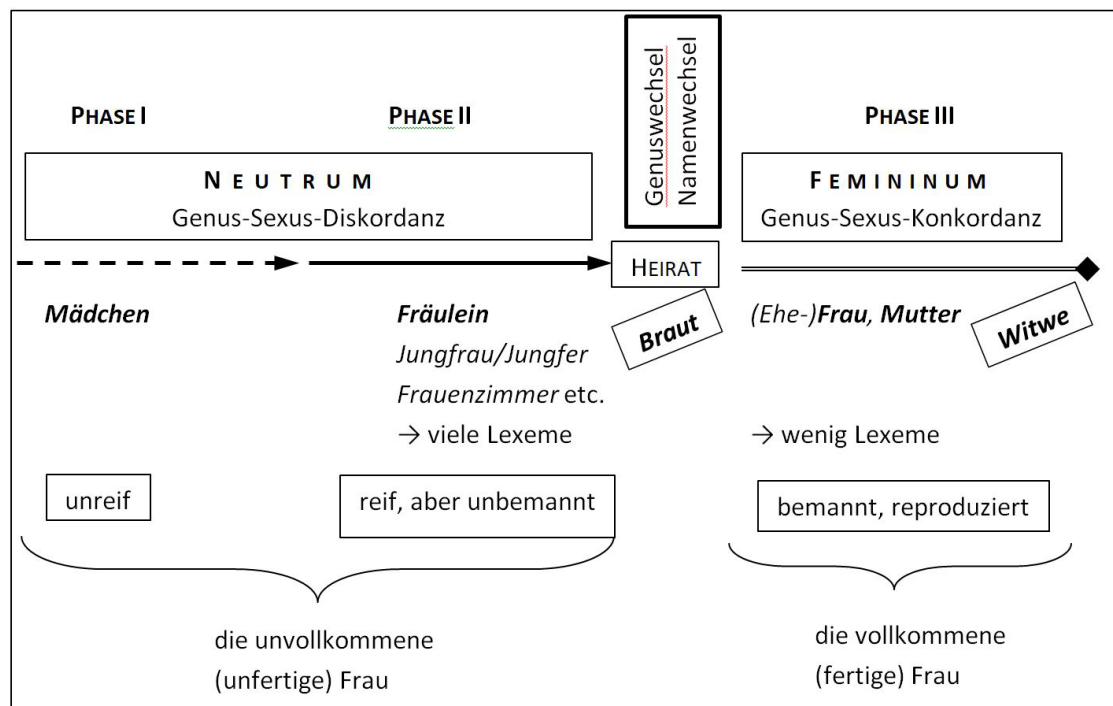 Genuswechsel
Namenwechsel
PHASE I
PHASE II
PHASE III
NEUTRUM
Genus-Sexus-Diskordanz
FEMININUM
Genus-Sexus-Konkordanz
HEIRAT
Mädchen
Fräulein
Jungfrau/Jungfer
Frauenzimmer etc.
→ viele Lexeme
Braut
(Ehe-)Frau, Mutter
Witwe
→ wenig Lexeme
unreif
reif, aber unbemannt
bemannt, reproduziert
die unvollkommene
(unfertige) Frau
die vollkommene
(fertige) Frau